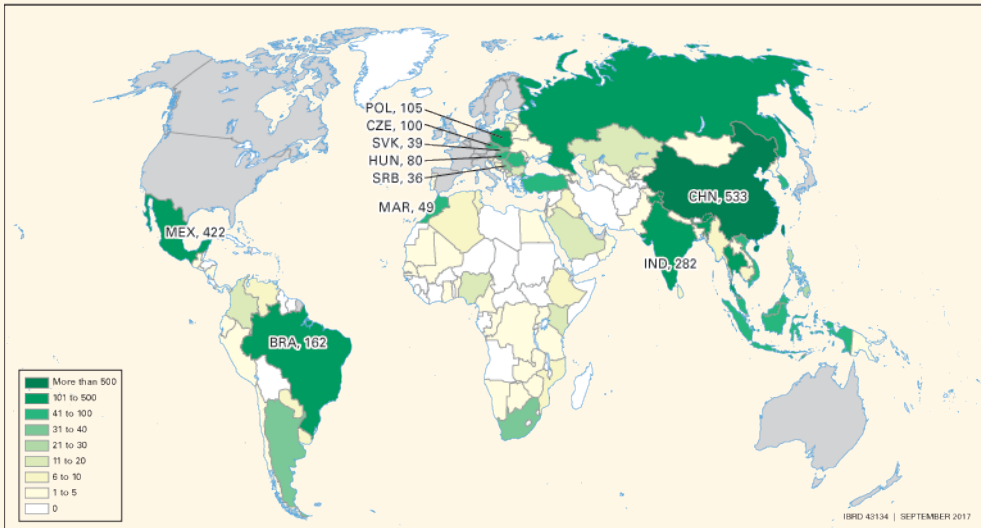 POL, 105
CZE, 100
SVK, 39
HUN, 80
SRB, 36
MAR, 49
CHN, 533
MEX, 422
IND, 282
BRA, 162
More than 500
101 to 500
41 to 100
31 to 40
21 to 30
11 to 20
6 to 10
1 to 5
0
IBRD 43134 | SEPTEMBER 2017